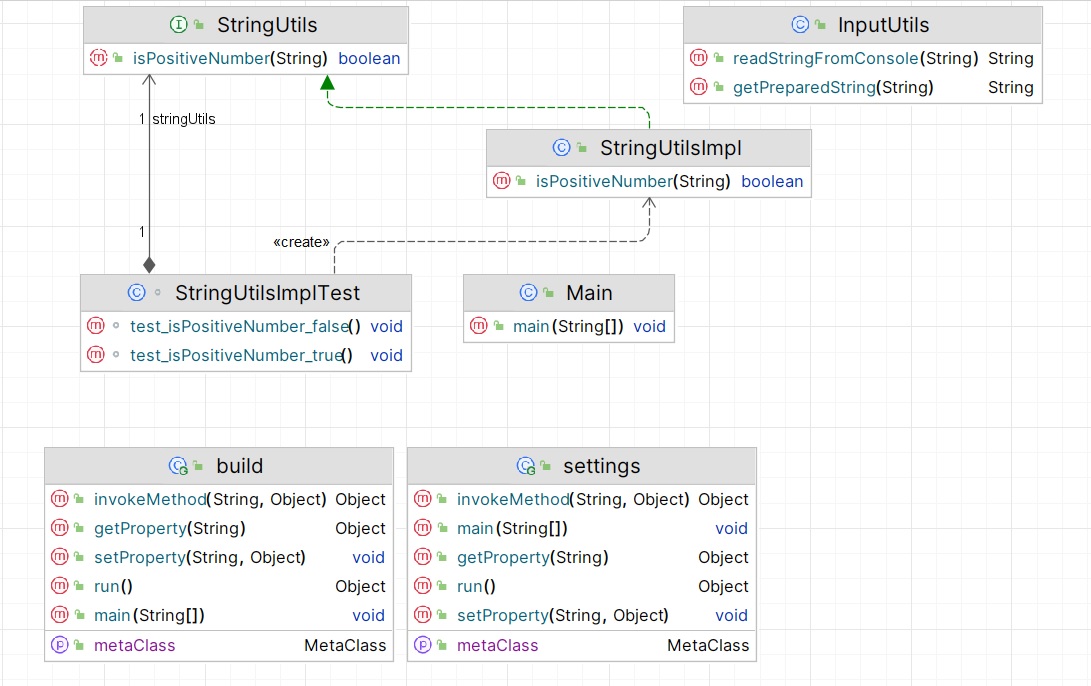 StringUtils
isPositiveNumber(String) boolean
InputUtils
readStringFromConsole(String) String
getPreparedString(String) String
1 stringUtils
StringUtilsImpl
isPositiveNumber(String) boolean
1
«create»
StringUtilsImplTest
test_isPositiveNumber_false() void
test_isPositiveNumber_true() void
Main
main(String[]) void
build
invokeMethod(String, Object) Object
getProperty(String) Object
setProperty(String, Object) void
run() Object
main(String[]) void
metaClass MetaClass
settings
invokeMethod(String, Object) Object
main(String[]) void
getProperty(String) Object
run() Object
setProperty(String, Object) void
metaClass MetaClass